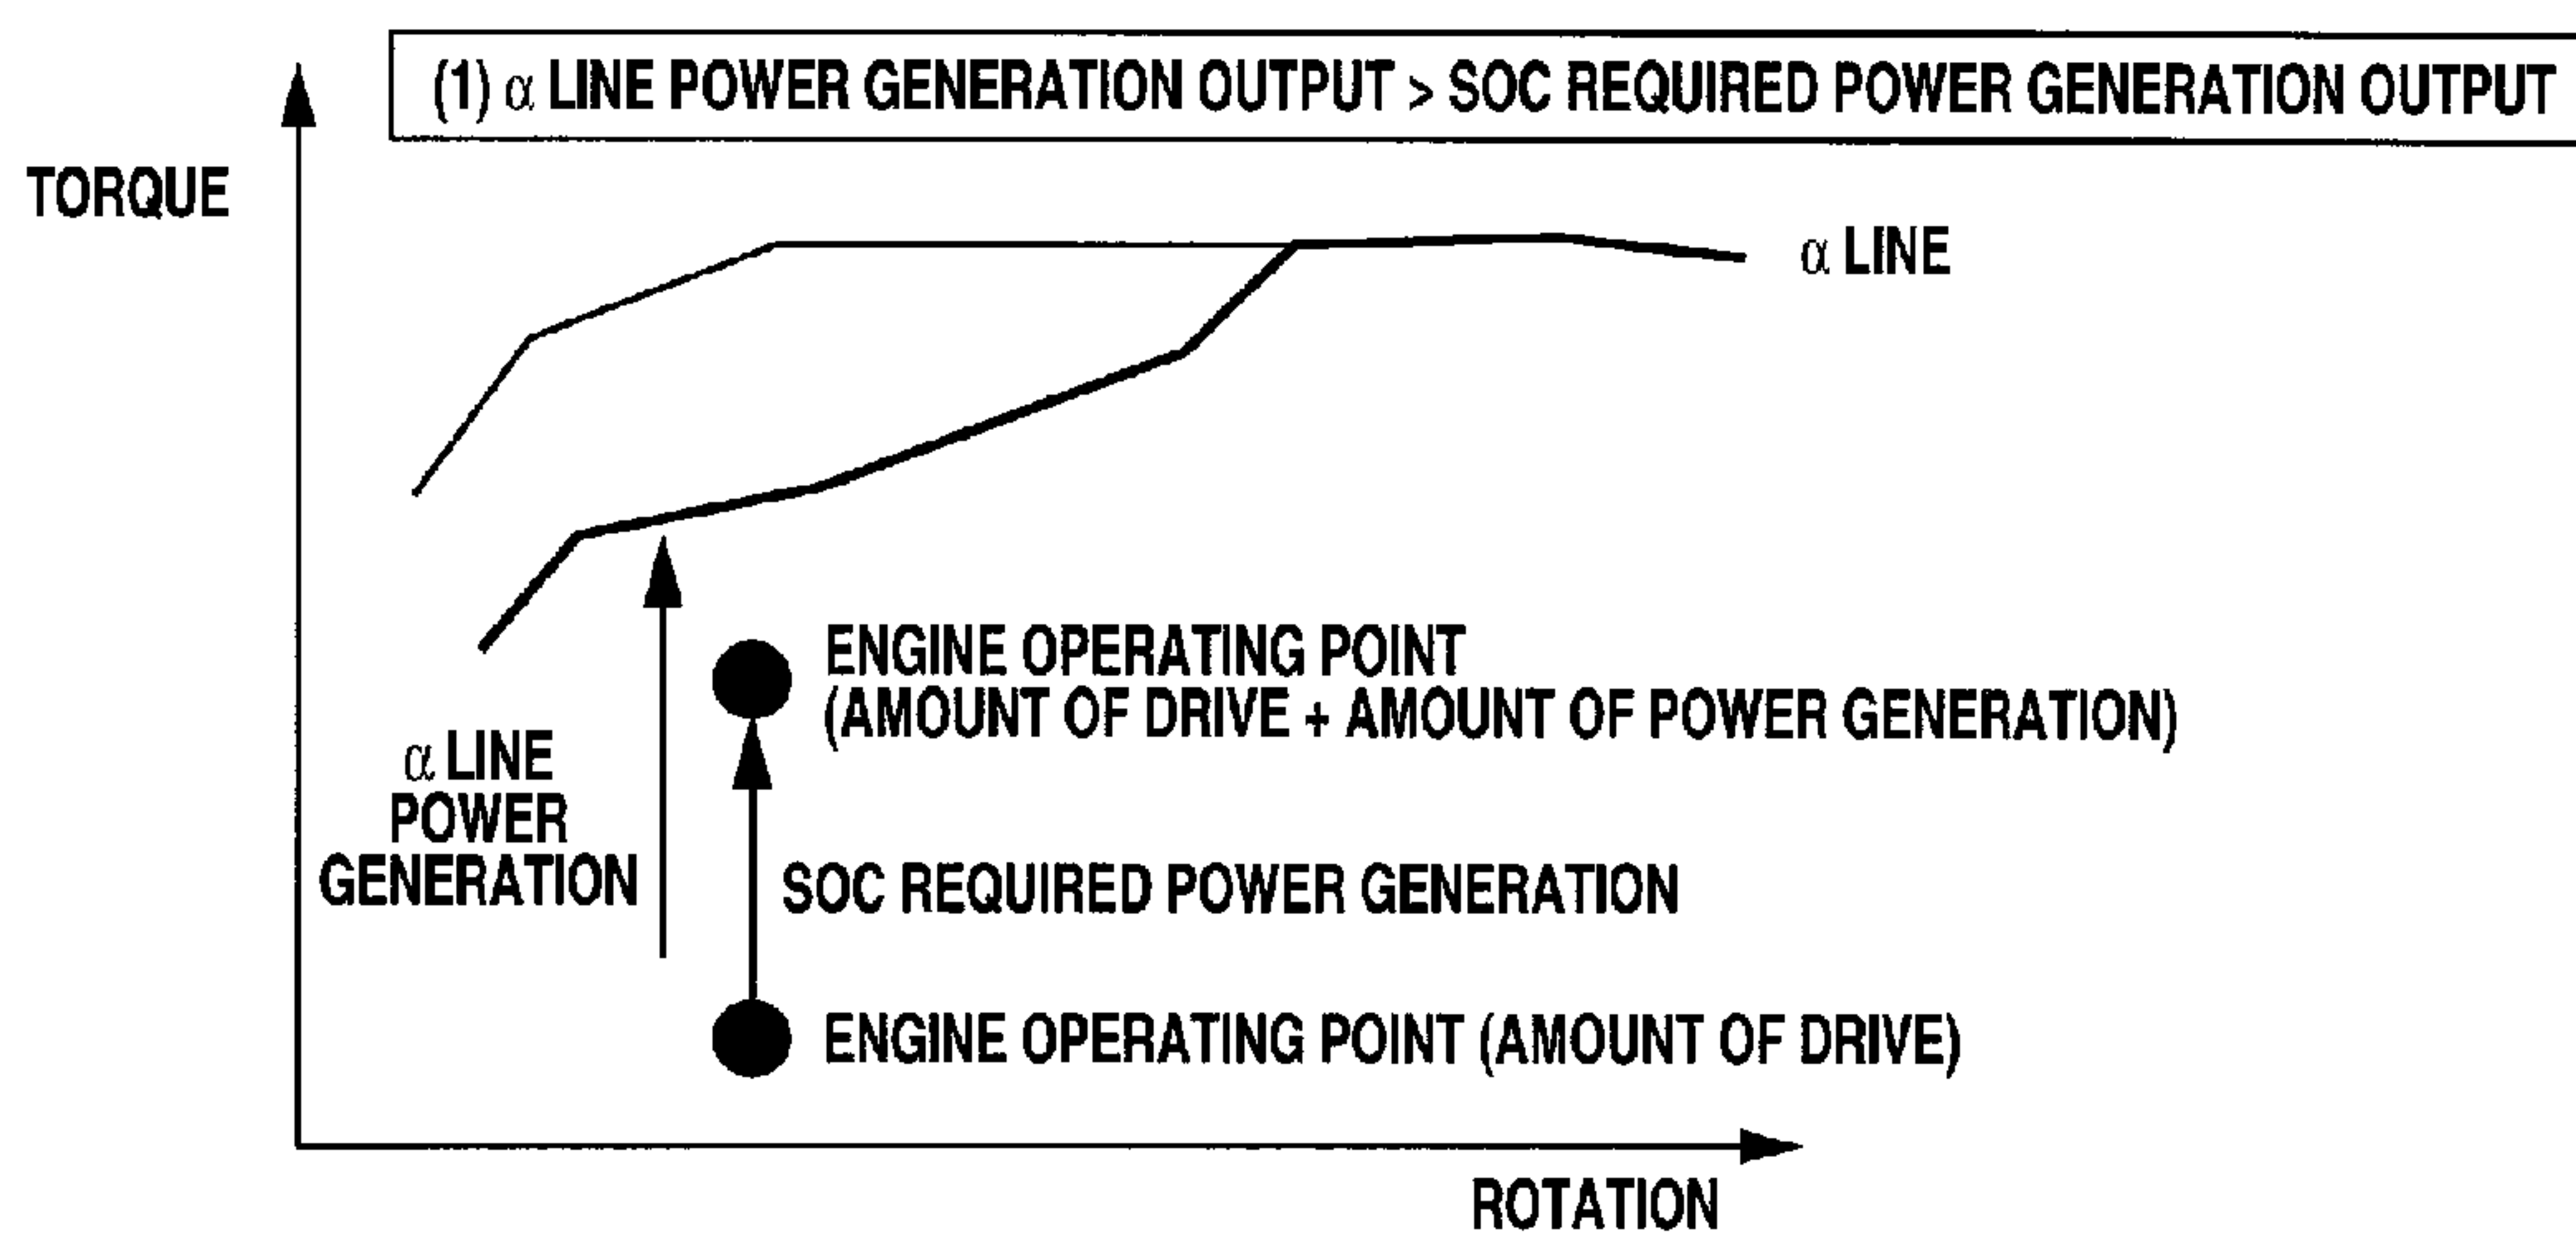 (1) α LINE POWER GENERATION OUTPUT > SOC REQUIRED POWER GENERATION OUTPUT
TORQUE
α LINE
ENGINE OPERATING POINT
(AMOUNT OF DRIVE + AMOUNT OF POWER GENERATION)
α LINE
POWER
GENERATION
SOC REQUIRED POWER GENERATION
ENGINE OPERATING POINT (AMOUNT OF DRIVE)
ROTATION